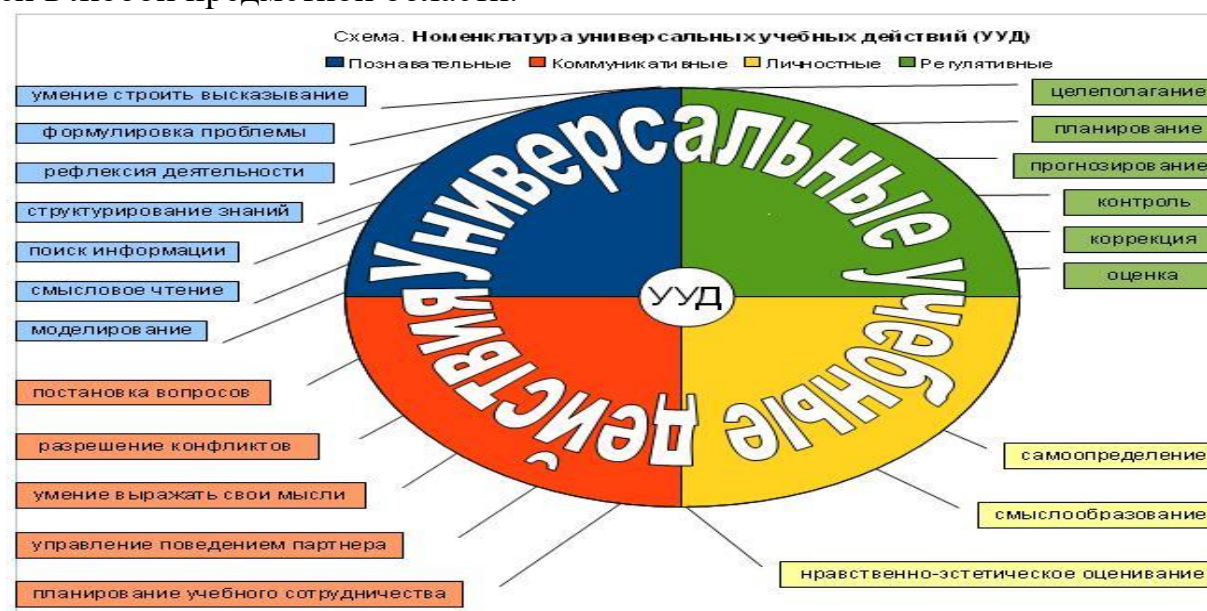 Схема. Номенклатура универсальных учебных действий (УУД)
Познавательные Коммуникативные Личностные Регулятивные
умение строить высказывание
формулировка проблемы
рефлексия деятельности
структурирование знаний
поиск информации
смысловое чтение
моделирование
постановка вопросов
разрешение конфликтов
умение выражать свои мысли
управление поведением партнера
планирование учебного сотрудничества
Универсальные учебные действия
УУД
целеполагание
планирование
прогнозирование
контроль
коррекция
оценка
самоопределение
смыслообразование
нравственно-эстетическое оценивание